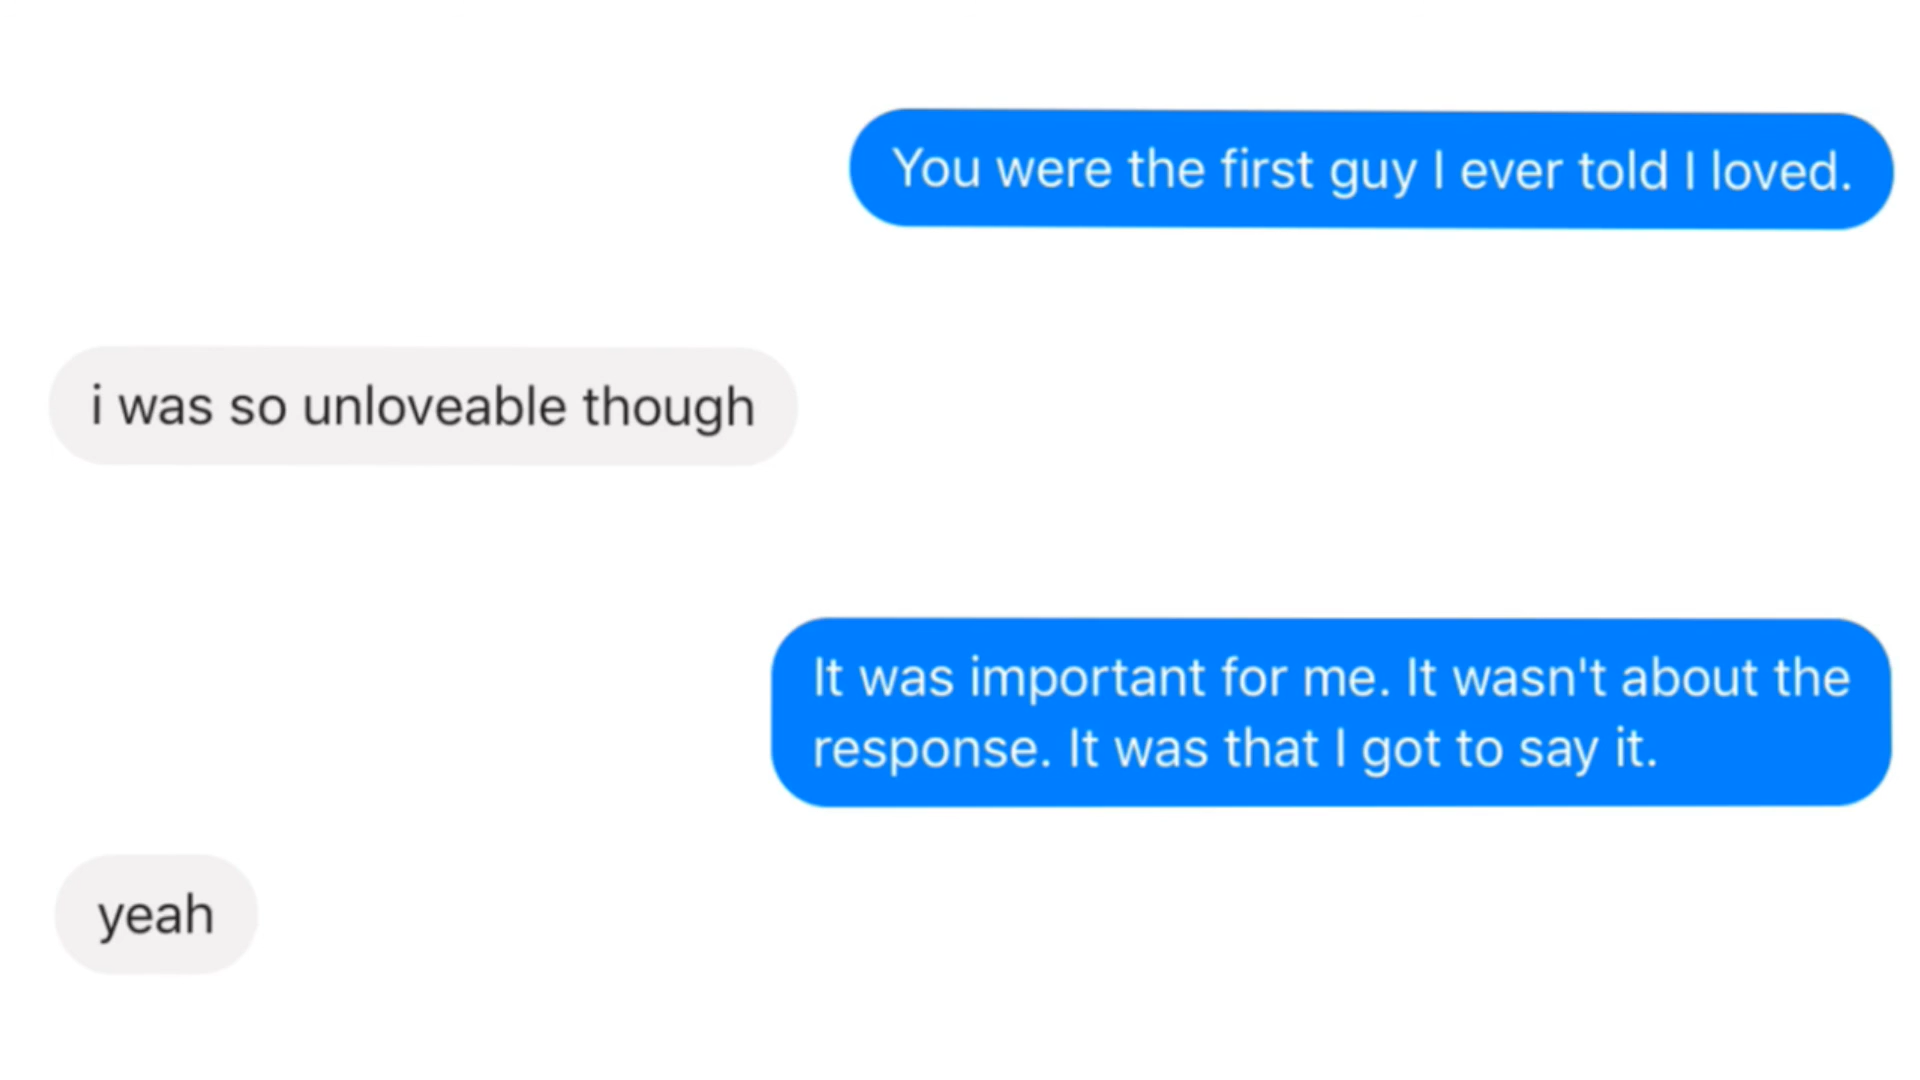 You were the first guy I ever told I loved.
i was so unloveable though
It was important for me. It wasn't about the
response. It was that I got to say it.
yeah